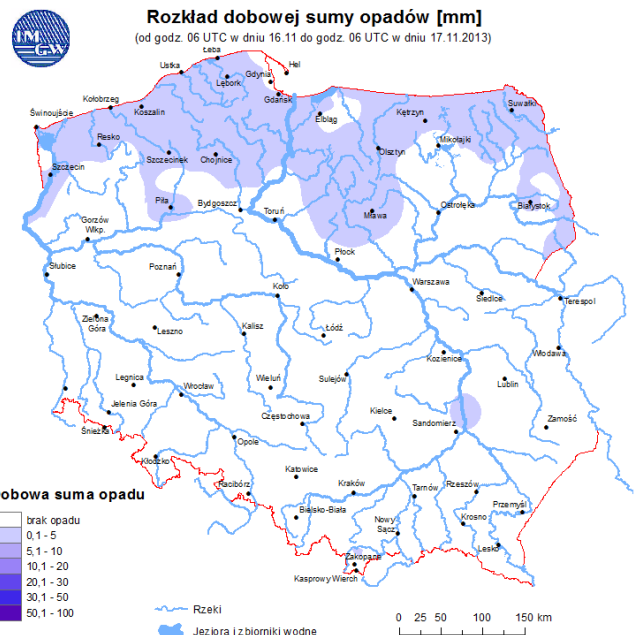 IM
GW
Rozkład dobowej sumy opadów [mm]
(od godz. 06 UTC w dniu 16.11 do godz. 06 UTC w dniu 17.11.2013)
Łeba
Hel
Ustka
Gdynia
Lębork
Gdańsk
Kołobrzeg
Koszalin
Świnoujście
Elbląg
Kętrzyn
Suwałki
Resko
Szczecinek
Chojnice
Olsztyn
Mikołajki
Szczecin
Piła
Bydgoszcz
Toruń
Mława
Ostrołęka
Białystok
Gorzów
Wlkp.
Płock
Słubice
Poznań
Koło
Warszawa
Siedlce
Terespol
Zielona
Góra
Leszno
Kalisz
Łódź
Kozienice
Włodawa
Legnica
Wrocław
Wieluń
Sulejów
Lublin
Jelenia Góra
Częstochowa
Kielce
Sandomierz
Zamość
Śnieżka
Opole
Kłodzko
Katowice
Racibórz
Kraków
Tarnów
Rzeszów
Przemyśl
Bielsko-Biała
Nowy
Sącz
Krosno
Lesko
Zakopane
Kasprowy Wierch
obowa suma opadu
brak opadu
0,1 - 5
5,1 - 10
10,1 - 20
20,1 - 30
30,1 - 50
50,1 - 100
Rzeki
Jeziora i zbiorniki wodne
0 25 50 100 150 km